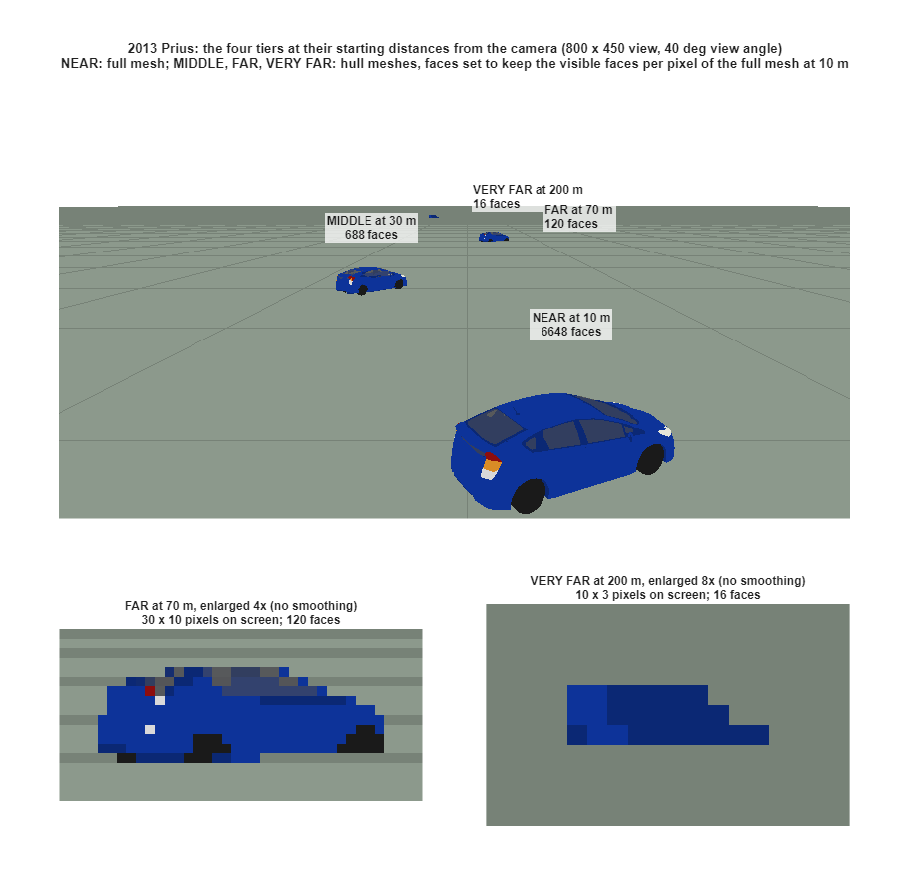 2013 Prius: the four tiers at their starting distances from the camera (800 x 450 view, 40 deg view angle)
NEAR: full mesh; MIDDLE, FAR, VERY FAR: hull meshes, faces set to keep the visible faces per pixel of the full mesh at 10 m
VERY FAR at 200 m
16 faces
FAR at 70 m
120 faces
MIDDLE at 30 m
688 faces
NEAR at 10 m
6648 faces
FAR at 70 m, enlarged 4x (no smoothing)
30 x 10 pixels on screen; 120 faces
VERY FAR at 200 m, enlarged 8x (no smoothing)
10 x 3 pixels on screen; 16 faces